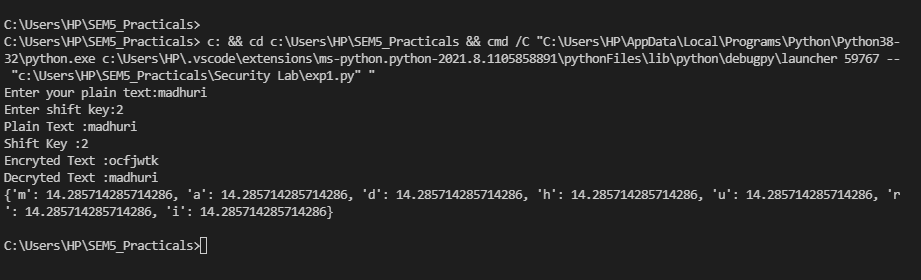 C:\Users\HP\SEM5_Practicals>
C:\Users\HP\SEM5_Practicals> c: && cd c:\Users\HP\SEM5_Practicals && cmd /C "C:\Users\HP\AppData\Local\Programs\Python\Python38-
32\python.exe c:\Users\HP\.vscode\extensions\ms-python.python-2021.8.1105858891\pythonFiles\lib\python\debugpy\launcher 59767 --
"c:\Users\HP\SEM5_Practicals\Security Lab\exp1.py" "
Enter your plain text:madhuri
Enter shift key:2
Plain Text :madhuri
Shift Key :2
Encryted Text :ocfjwtk
Decryted Text :madhuri
{'m': 14.285714285714286, 'a': 14.285714285714286, 'd': 14.285714285714286, 'h': 14.285714285714286, 'u': 14.285714285714286, 'r
': 14.285714285714286, 'i': 14.285714285714286}
C:\Users\HP\SEM5_Practicals>